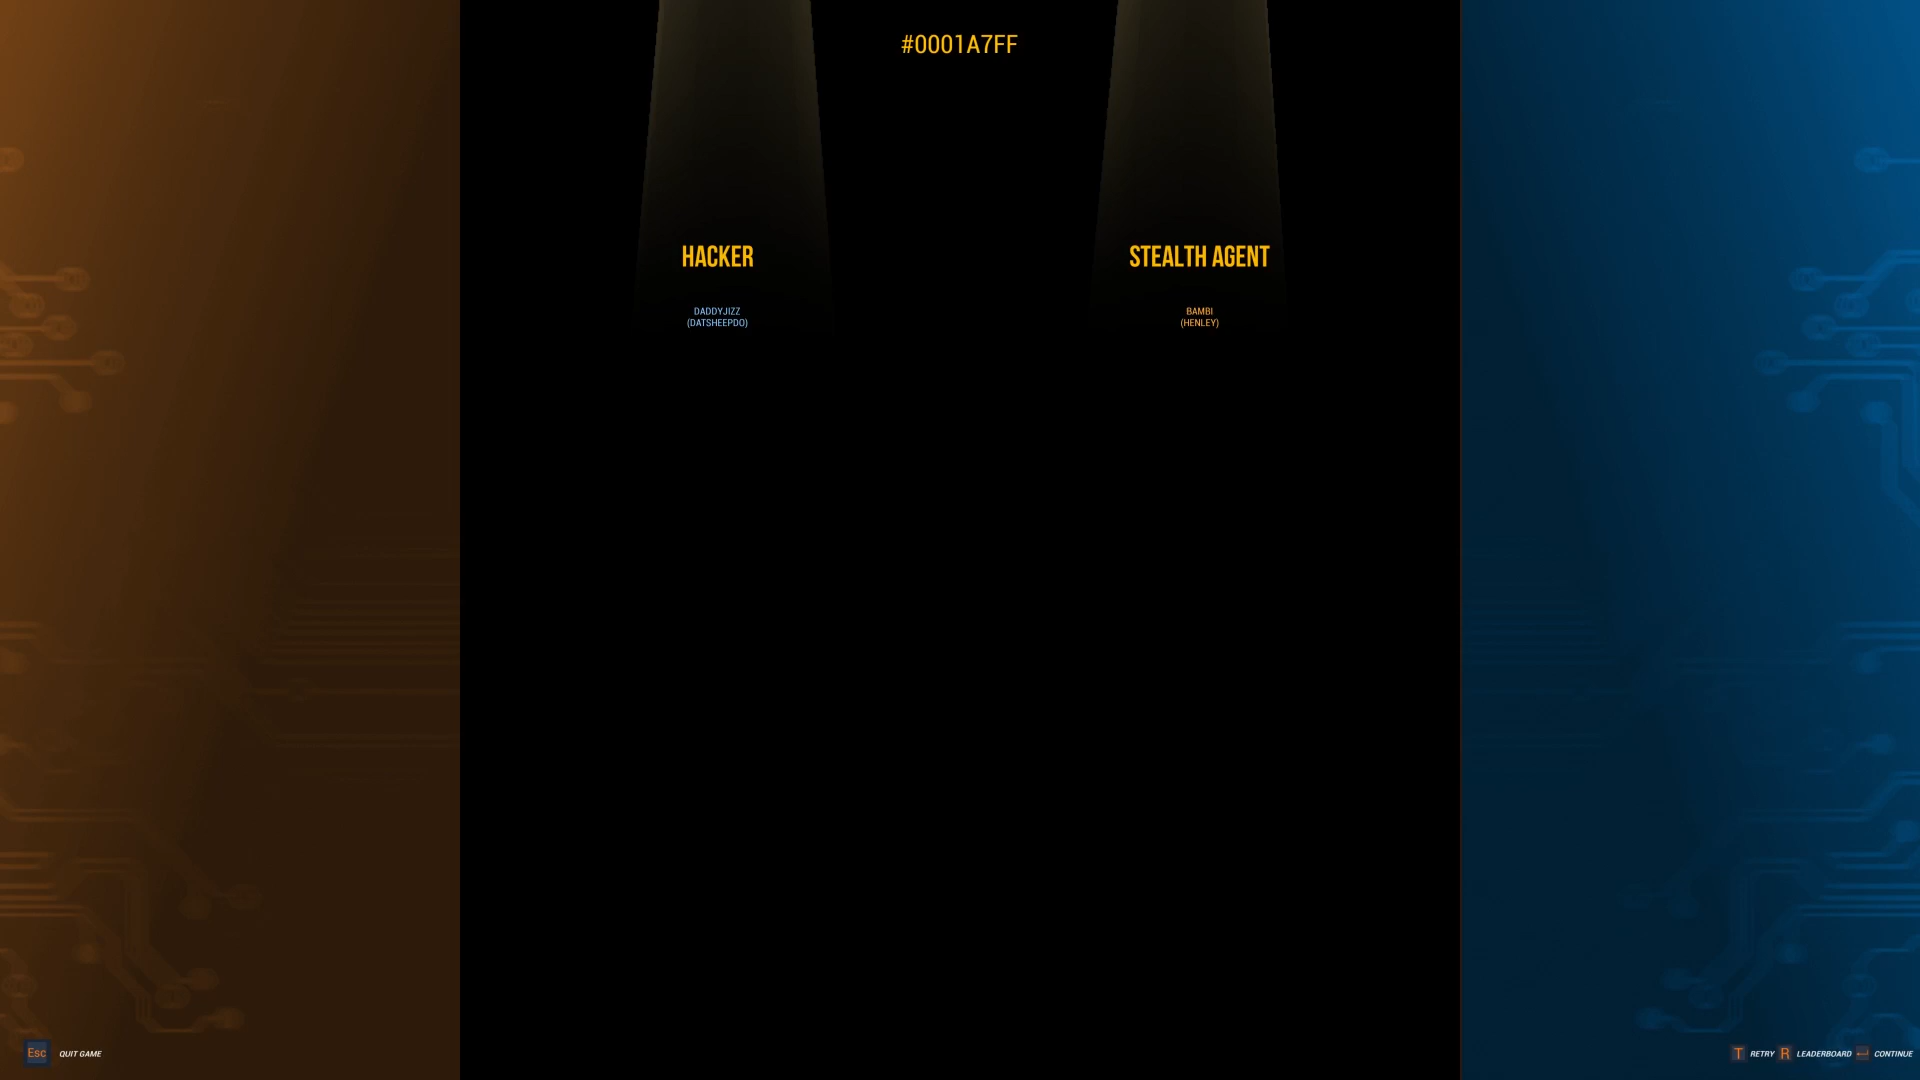 #0001A7FF
HACKER
STEALTH AGENT
DADDYJIZZ
(DATSHEEPDO)
BAMBI
(HENLEY)
Esc QUIT GAME
T RETRY R LEADERBOARD CONTINUE